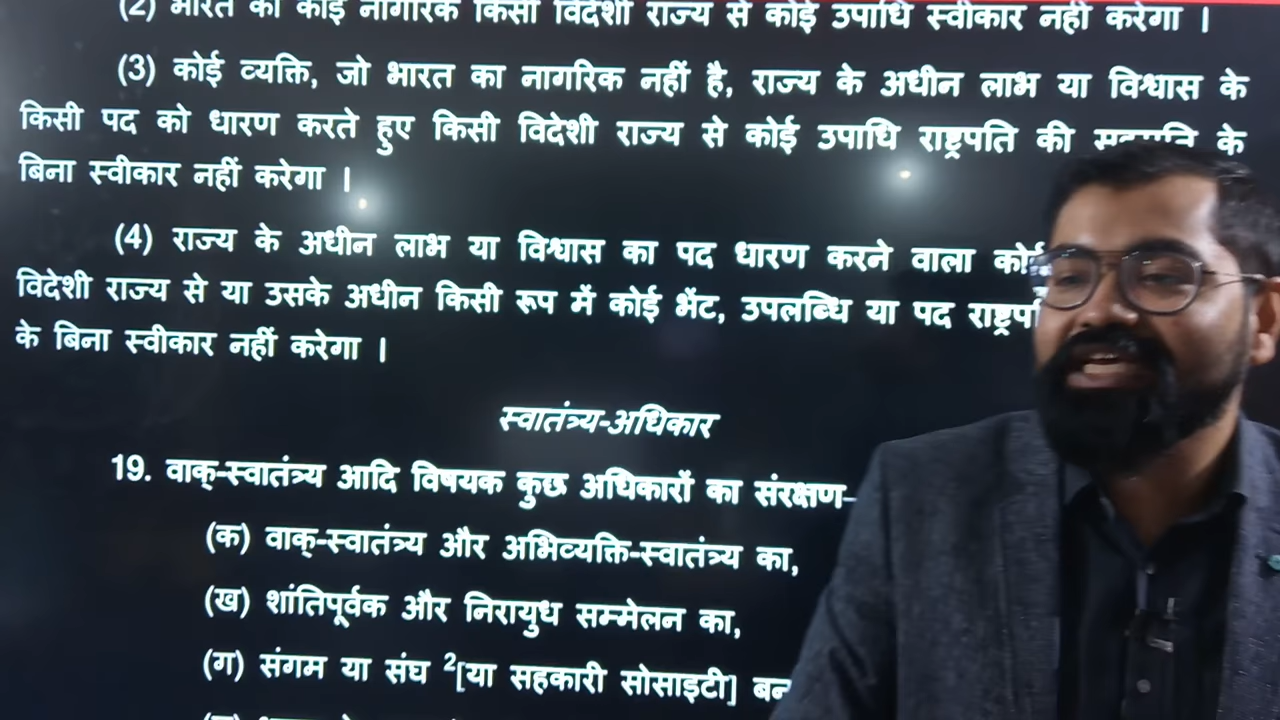 (2) भारत का कोई नागरिक किसी विदेशी राज्य से कोई उपाधि स्वीकार नहीं करेगा ।
(3) कोई व्यक्ति, जो भारत का नागरिक नहीं है, राज्य के अधीन लाभ या विश्वास के
किसी पद को धारण करते हुए किसी विदेशी राज्य से कोई उपाधि राष्ट्रपति की सहमति के
बिना स्वीकार नहीं करेगा ।
(4) राज्य के अधीन लाभ या विश्वास का पद धारण करने वाला
विदेशी राज्य से या उसके अधीन किसी रूप में कोई भेंट, उपलब्धि या पद
के बिना स्वीकार नहीं करेगा ।
स्वातंत्र्य-अधिकार
19. वाक्-स्वातंत्र्य आदि विषयक कुछ अधिकारों का संरक्षण-
(क) वाक्-स्वातंत्र्य और अभिव्यक्ति-स्वातंत्र्य का,
(ख) शांतिपूर्वक और निरायुध सम्मेलन का,
(ग) संगम या संघ ²[या सहकारी सोसाइटी]